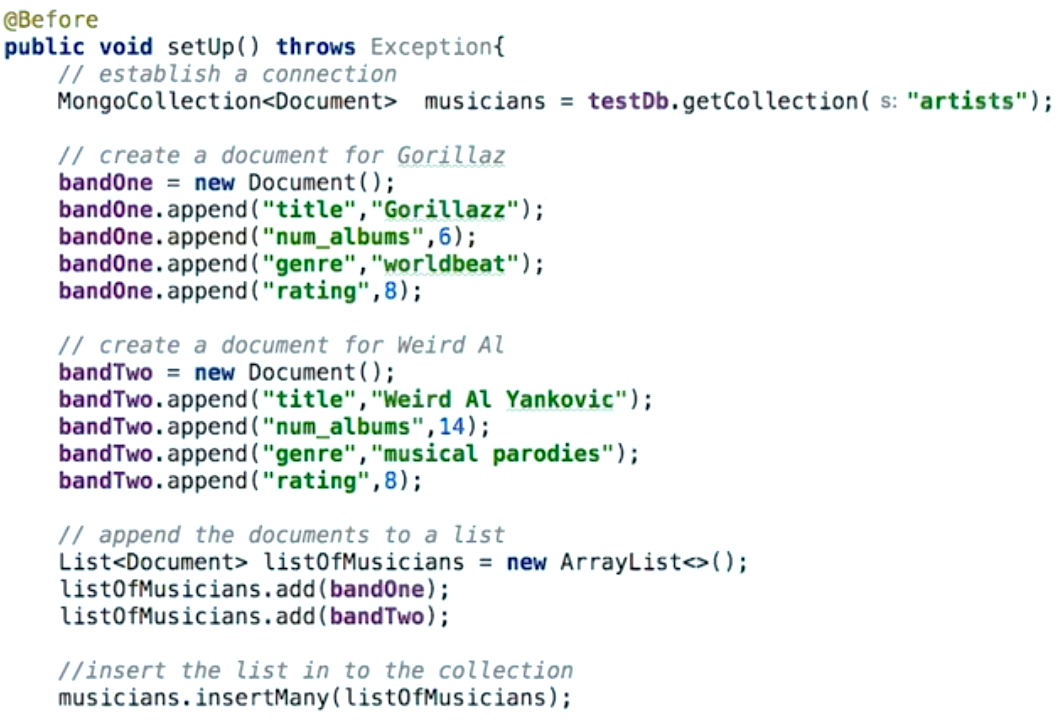 @Before
public void setUp() throws Exception{
// establish a connection
MongoCollection<Document>  musicians = testDb.getCollection( s: "artists");
// create a document for Gorillaz
bandOne = new Document();
bandOne.append("title","Gorillazz");
bandOne.append("num_albums",6);
bandOne.append("genre","worldbeat");
bandOne.append("rating",8);
// create a document for Weird Al
bandTwo = new Document();
bandTwo.append("title","Weird Al Yankovic");
bandTwo.append("num_albums",14);
bandTwo.append("genre","musical parodies");
bandTwo.append("rating",8);
// append the documents to a list
List<Document> listOfMusicians = new ArrayList<>();
listOfMusicians.add(bandOne);
listOfMusicians.add(bandTwo);
//insert the list in to the collection
musicians.insertMany(listOfMusicians);